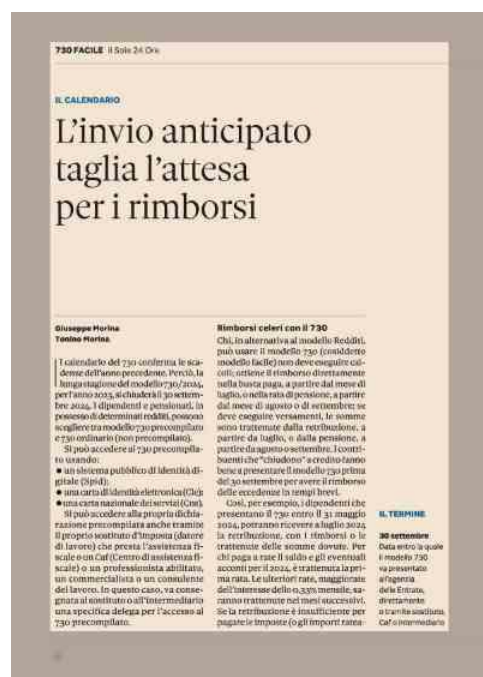 730 FACILE Il Sole 24 Ore
IL CALENDARIO
L'invio anticipato
taglia l'attesa
per i rimborsi
Giuseppe Morina
Tonino Morina
Il calendario del 730 conferma le sca-
denze dell'anno precedente. Perciò, la
lunga stagione del modello 730/2024,
per l'anno 2023, si chiuderà il 30 settem-
bre 2024. I dipendenti e pensionati, in
possesso di determinati redditi, possono
scegliere tra modello 730 precompilato
e 730 ordinario (non precompilato).
Si può accedere al 730 precompila-
to usando:
● un sistema pubblico di identità di-
gitale (Spid);
● una carta di identità elettronica (Cie);
● una carta nazionale dei servizi (Cns).
Si può accedere alla propria dichia-
razione precompilata anche tramite
il proprio sostituto d'imposta (datore
di lavoro) che presta l'assistenza fi-
scale o un Caf (Centro di assistenza fi-
scale) o un professionista abilitato,
un commercialista o un consulente
del lavoro. In questo caso, va conse-
gnata al sostituto o all'intermediario
una specifica delega per l'accesso al
730 precompilato.
Rimborsi celeri con il 730
Chi, in alternativa al modello Redditi,
può usare il modello 730 (cosiddetto
modello facile) non deve eseguire cal-
coli; ottiene il rimborso direttamente
nella busta paga, a partire dal mese di
luglio, o nella rata di pensione, a partire
dal mese di agosto o di settembre; se
deve eseguire versamenti, le somme
sono trattenute dalla retribuzione, a
partire da luglio, o dalla pensione, a
partire da agosto o settembre. I contri-
buenti che "chiudono" a credito fanno
bene a presentare il modello 730 prima
del 30 settembre per avere il rimborso
delle eccedenze in tempi brevi.
Così, per esempio, i dipendenti che
presentano il 730 entro il 31 maggio
2024, potranno ricevere a luglio 2024
la retribuzione, con i rimborsi o le
trattenute delle somme dovute. Per
chi paga a rate il saldo e gli eventuali
acconti per il 2024, è trattenuta la pri-
ma rata. Le ulteriori rate, maggiorate
dell'interesse dello 0,33% mensile, sa-
ranno trattenute nei mesi successivi.
Se la retribuzione è insufficiente per
pagare le imposte (o gli importi ratea-
IL TERMINE
30 settembre
Data entro la quale
il modello 730
va presentato
all'agenzia
delle Entrate,
direttamente
o tramite sostituto,
Caf o intermediario